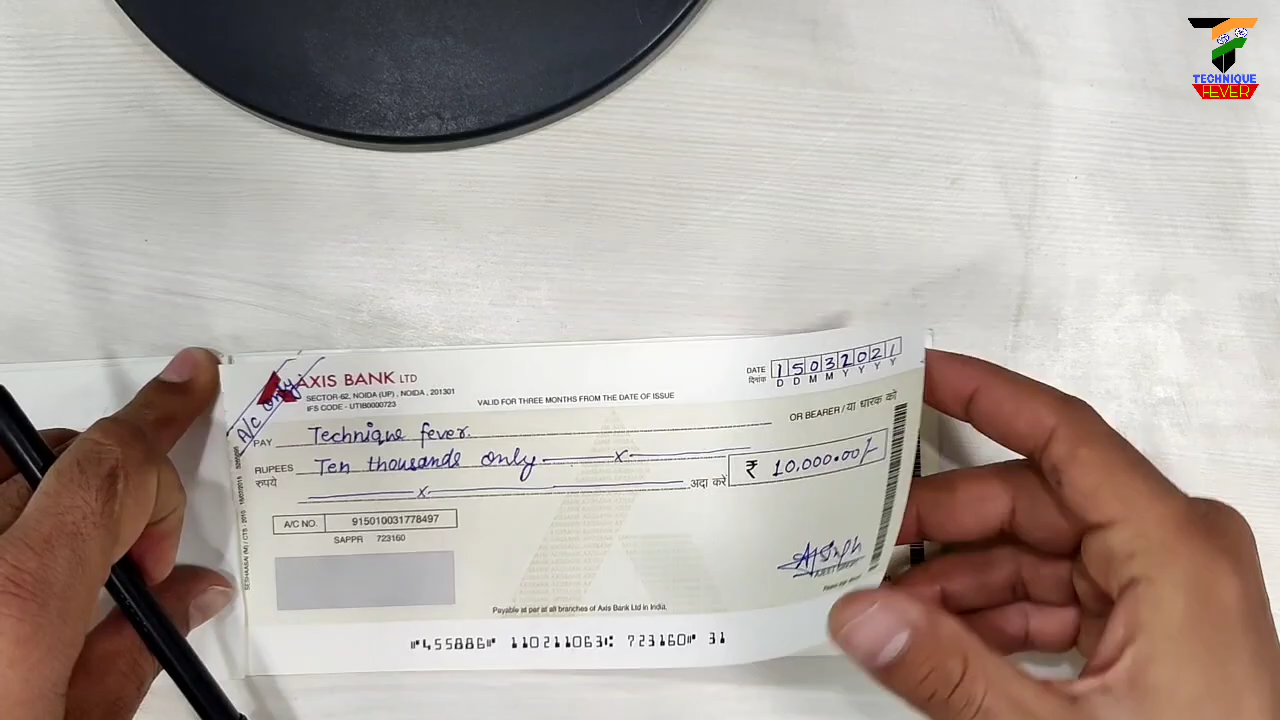 TECHNIQUE
FEVER
A/C only
AXIS BANK LTD
SECTOR-62, NOIDA (UP), NOIDA, 201301
IFS CODE - UTIB0000723
VALID FOR THREE MONTHS FROM THE DATE OF ISSUE
DATE 15032021
दिनांक D D M M Y Y Y Y
PAY Technique fever.
OR BEARER / या धारक को
RUPEES Ten thousands only x
रुपये x अदा करें ₹ 10,000.00/-
A/C NO. 915010031778497
SAPPR 723160
Payable at par at all branches of Axis Bank Ltd in India.
⑈455886⑈ 110211063⑆ 723160⑈ 31